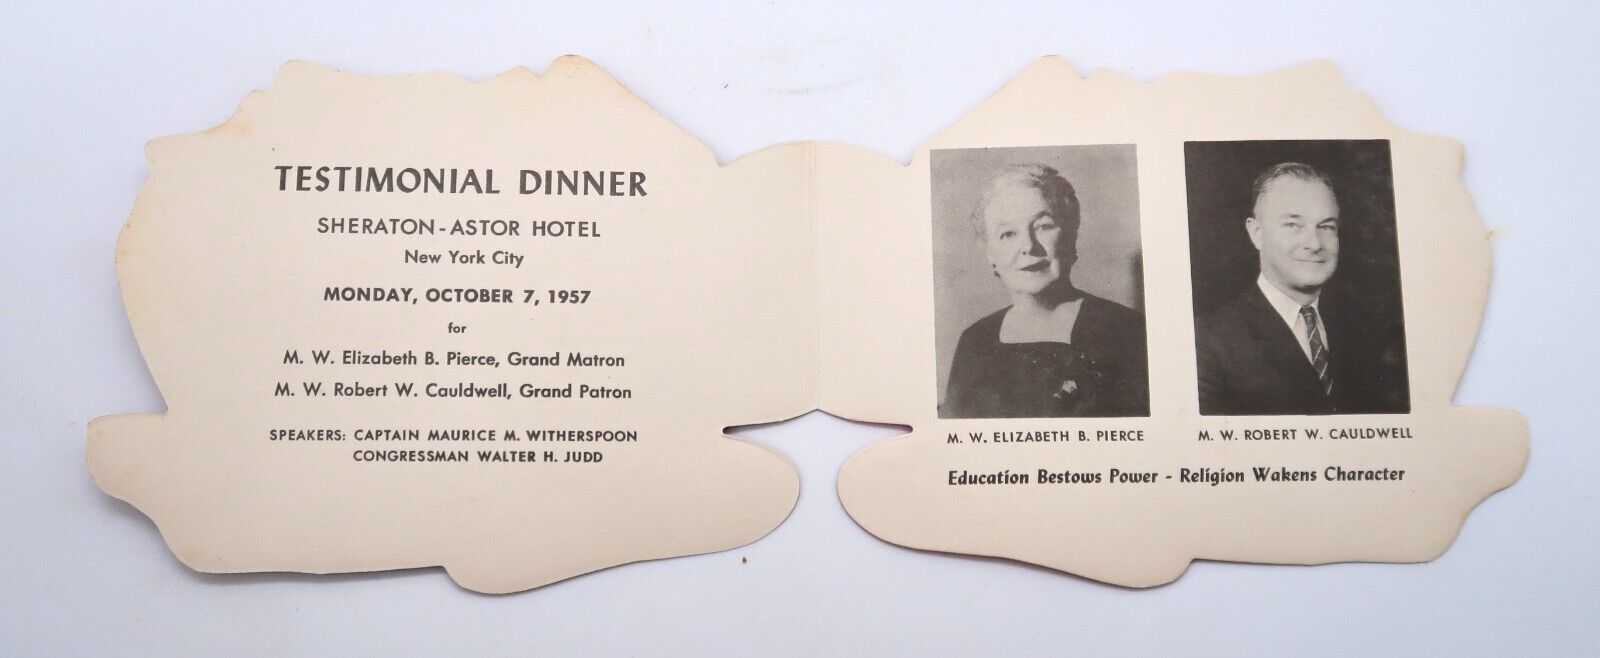 TESTIMONIAL DINNER
SHERATON-ASTOR HOTEL
New York City
MONDAY, OCTOBER 7, 1957
for
M. W. Elizabeth B. Pierce, Grand Matron
M. W. Robert W. Cauldwell, Grand Patron
SPEAKERS: CAPTAIN MAURICE M. WITHERSPOON
CONGRESSMAN WALTER H. JUDD
M. W. ELIZABETH B. PIERCE
M. W. ROBERT W. CAULDWELL
Education Bestows Power - Religion Wakens Character